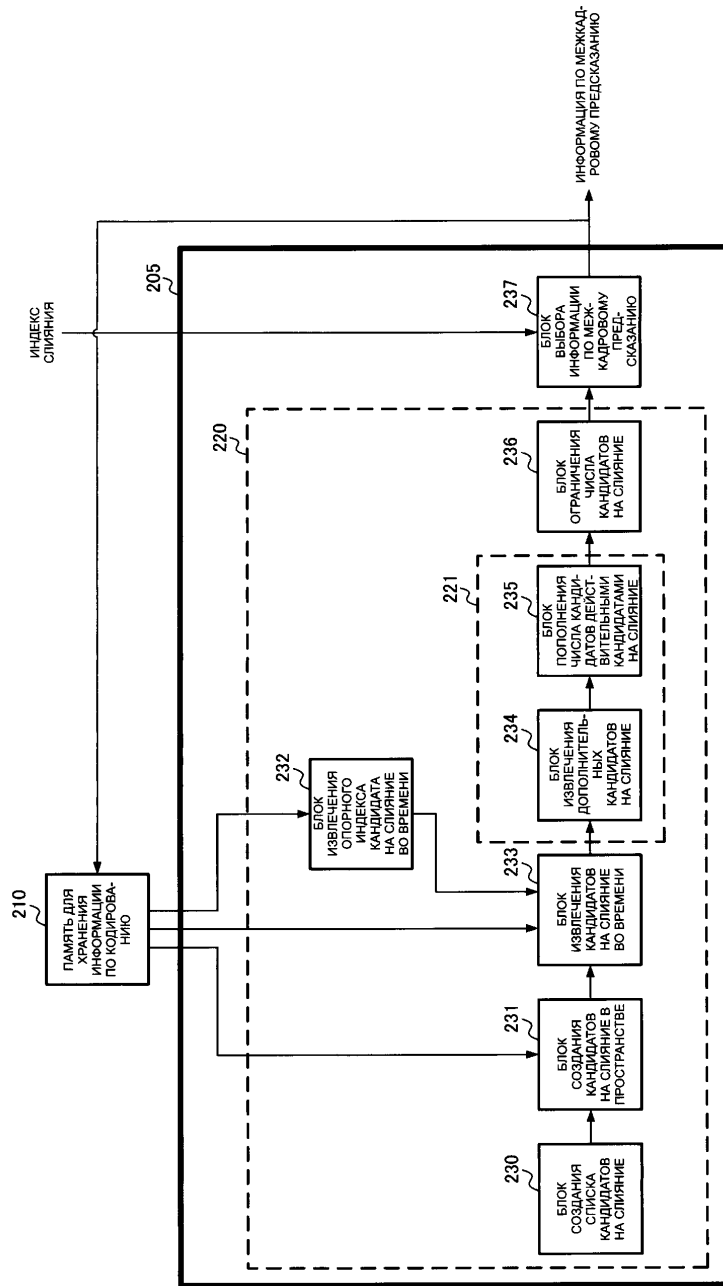 ИНДЕКС
СЛИЯНИЯ
ИНФОРМАЦИЯ ПО МЕЖКАД-
РОВОМУ ПРЕДСКАЗАНИЮ
210
ПАМЯТЬ ДЛЯ
ХРАНЕНИЯ
ИНФОРМАЦИИ
ПО КОДИРОВА-
НИЮ
205
220
232
БЛОК
ИЗВЛЕЧЕНИЯ
ОПОРНОГО
ИНДЕКСА
КАНДИДАТА
НА СЛИЯНИЕ
ВО ВРЕМЕНИ
221
230
БЛОК
СОЗДАНИЯ
СПИСКА
КАНДИДАТОВ
НА СЛИЯНИЕ
231
БЛОК
СОЗДАНИЯ
КАНДИДАТОВ
НА СЛИЯНИЕ В
ПРОСТРАНСТВЕ
233
БЛОК
ИЗВЛЕЧЕНИЯ
КАНДИДАТОВ
НА СЛИЯНИЕ
ВО ВРЕМЕНИ
234
БЛОК
ИЗВЛЕЧЕНИЯ
ДОПОЛНИТЕЛЬ-
НЫХ
КАНДИДАТОВ
НА СЛИЯНИЕ
235
БЛОК
ПОПОЛНЕНИЯ
ЧИСЛА КАНДИ-
ДАТОВ ДЕЙСТ-
ВИТЕЛЬНЫМИ
КАНДИДАТАМИ
НА СЛИЯНИЕ
236
БЛОК
ОГРАНИЧЕНИЯ
ЧИСЛА
КАНДИДАТОВ
НА СЛИЯНИЕ
237
БЛОК
ВЫБОРА
ИНФОРМАЦИИ
ПО МЕЖ-
КАДРОВОМУ
ПРЕД-
СКАЗАНИЮ